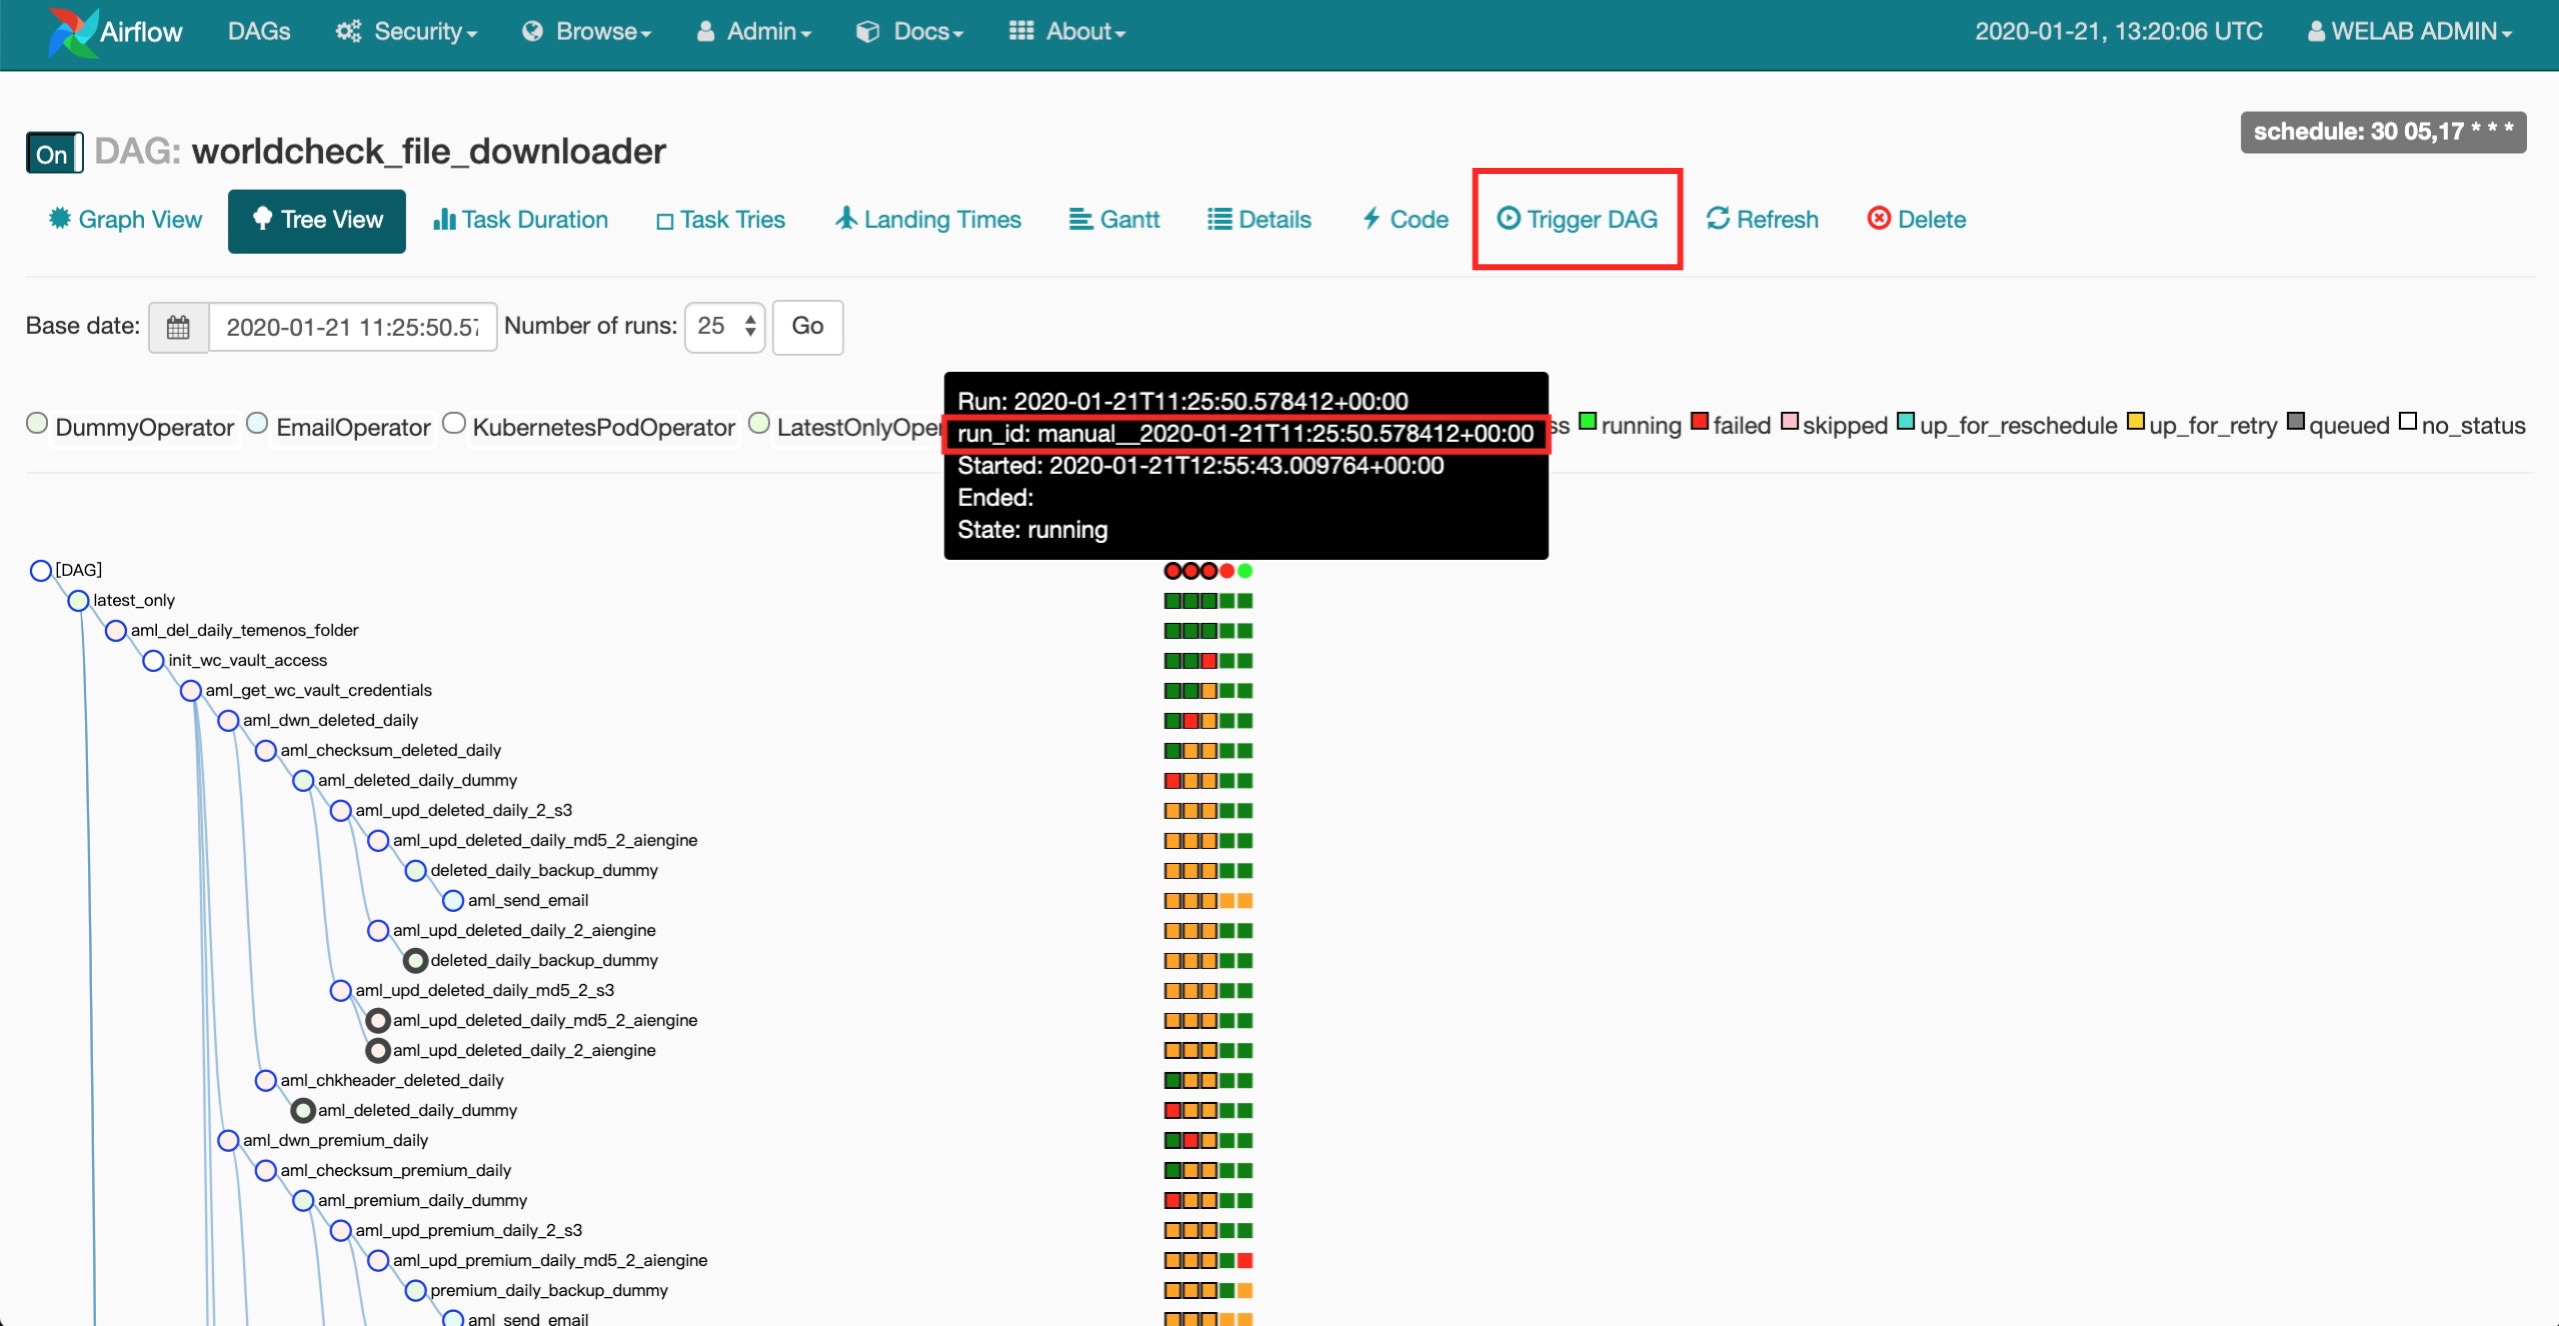 Airflow DAGs Security Browse Admin Docs About 2020-01-21, 13:20:06 UTC WELAB ADMIN
On DAG: worldcheck_file_downloader schedule: 30 05,17 * * *
Graph View Tree View Task Duration Task Tries Landing Times Gantt Details Code Trigger DAG Refresh Delete
Base date: 2020-01-21 11:25:50.57 Number of runs: 25 Go
Run: 2020-01-21T11:25:50.578412+00:00
DummyOperator EmailOperator KubernetesPodOperator LatestOnlyOper run_id: manual__2020-01-21T11:25:50.578412+00:00 ss running failed skipped up_for_reschedule up_for_retry queued no_status
Started: 2020-01-21T12:55:43.009764+00:00
Ended:
State: running
[DAG]
latest_only
aml_del_daily_temenos_folder
init_wc_vault_access
aml_get_wc_vault_credentials
aml_dwn_deleted_daily
aml_checksum_deleted_daily
aml_deleted_daily_dummy
aml_upd_deleted_daily_2_s3
aml_upd_deleted_daily_md5_2_aiengine
deleted_daily_backup_dummy
aml_send_email
aml_upd_deleted_daily_2_aiengine
deleted_daily_backup_dummy
aml_upd_deleted_daily_md5_2_s3
aml_upd_deleted_daily_md5_2_aiengine
aml_upd_deleted_daily_2_aiengine
aml_chkheader_deleted_daily
aml_deleted_daily_dummy
aml_dwn_premium_daily
aml_checksum_premium_daily
aml_premium_daily_dummy
aml_upd_premium_daily_2_s3
aml_upd_premium_daily_md5_2_aiengine
premium_daily_backup_dummy
aml_send_email